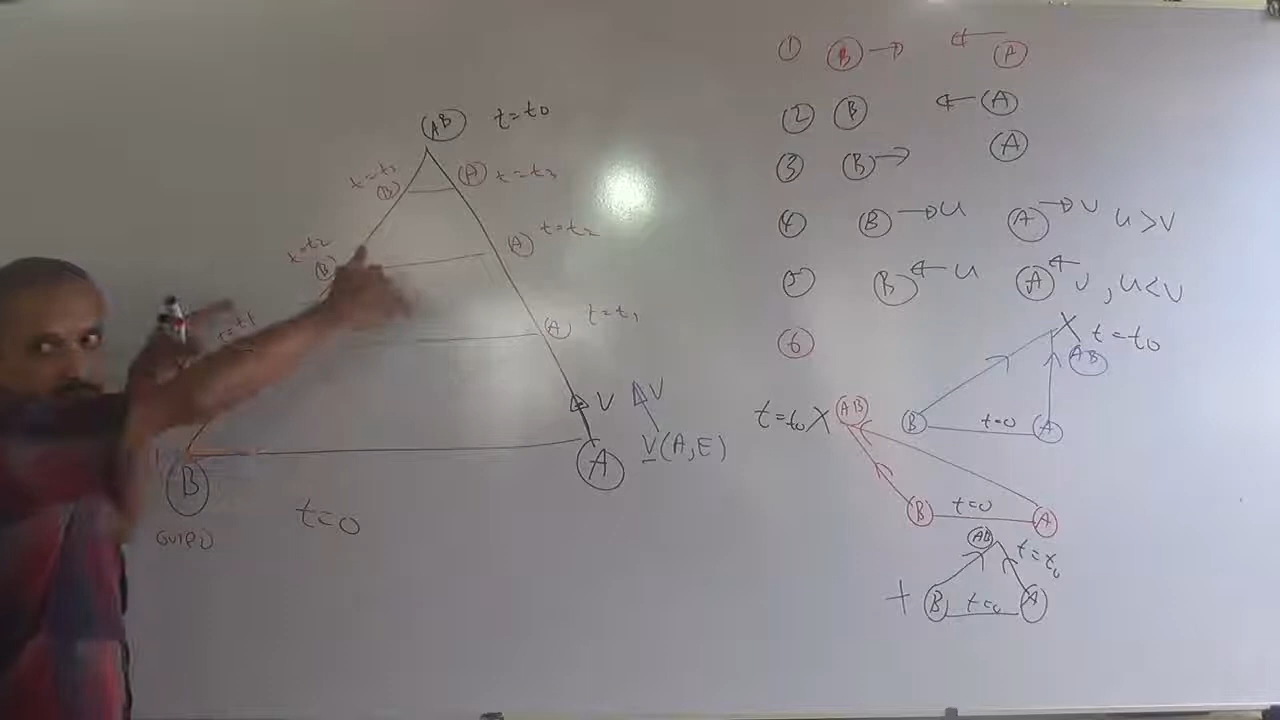 AB t=t0
t=t3 B A t=t3
t=t2 B A t=t2
t=t1 A t=t1
V V
B A V(A,E)
t=0
GUIDED
1 B → ← A
2 B ← A
3 B → A
4 B → u A → v u > v
5 B ← u A ← v , u < v
6
X t=t0
AB
B t=0 A
t=t0 X AB
B t=0 A
AB t=t0
+ B t=0 A